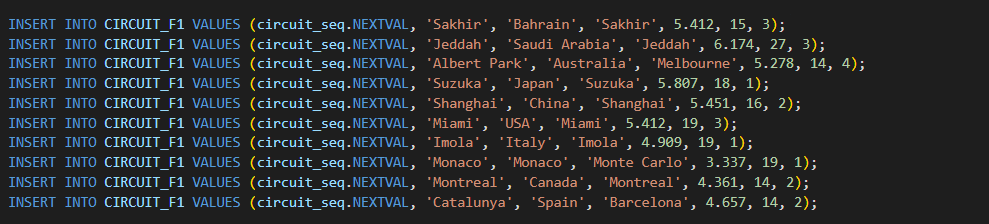 INSERT INTO CIRCUIT_F1 VALUES (circuit_seq.NEXTVAL, 'Sakhir', 'Bahrain', 'Sakhir', 5.412, 15, 3);
INSERT INTO CIRCUIT_F1 VALUES (circuit_seq.NEXTVAL, 'Jeddah', 'Saudi Arabia', 'Jeddah', 6.174, 27, 3);
INSERT INTO CIRCUIT_F1 VALUES (circuit_seq.NEXTVAL, 'Albert Park', 'Australia', 'Melbourne', 5.278, 14, 4);
INSERT INTO CIRCUIT_F1 VALUES (circuit_seq.NEXTVAL, 'Suzuka', 'Japan', 'Suzuka', 5.807, 18, 1);
INSERT INTO CIRCUIT_F1 VALUES (circuit_seq.NEXTVAL, 'Shanghai', 'China', 'Shanghai', 5.451, 16, 2);
INSERT INTO CIRCUIT_F1 VALUES (circuit_seq.NEXTVAL, 'Miami', 'USA', 'Miami', 5.412, 19, 3);
INSERT INTO CIRCUIT_F1 VALUES (circuit_seq.NEXTVAL, 'Imola', 'Italy', 'Imola', 4.909, 19, 1);
INSERT INTO CIRCUIT_F1 VALUES (circuit_seq.NEXTVAL, 'Monaco', 'Monaco', 'Monte Carlo', 3.337, 19, 1);
INSERT INTO CIRCUIT_F1 VALUES (circuit_seq.NEXTVAL, 'Montreal', 'Canada', 'Montreal', 4.361, 14, 2);
INSERT INTO CIRCUIT_F1 VALUES (circuit_seq.NEXTVAL, 'Catalunya', 'Spain', 'Barcelona', 4.657, 14, 2);